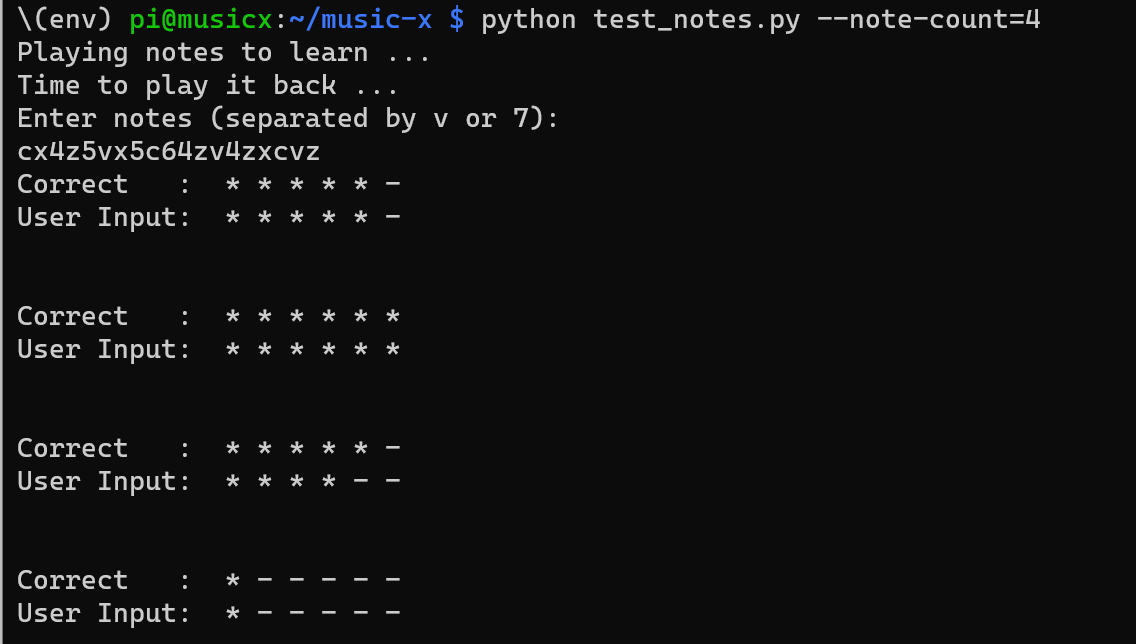 \(env) pi@musicx:~/music-x $ python test_notes.py --note-count=4
Playing notes to learn ...
Time to play it back ...
Enter notes (separated by v or 7):
cx4z5vx5c64zv4zxcvz
Correct   :  * * * * * -
User Input:  * * * * * -
Correct   :  * * * * * *
User Input:  * * * * * *
Correct   :  * * * * * -
User Input:  * * * * - -
Correct   :  * - - - - -
User Input:  * - - - - -